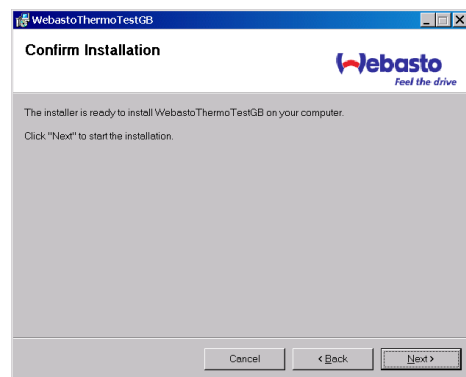 WebastoThermoTestGB
Confirm Installation
Webasto
Feel the drive
The installer is ready to install WebastoThermoTestGB on your computer.
Click "Next" to start the installation.
Cancel
< Back
Next >